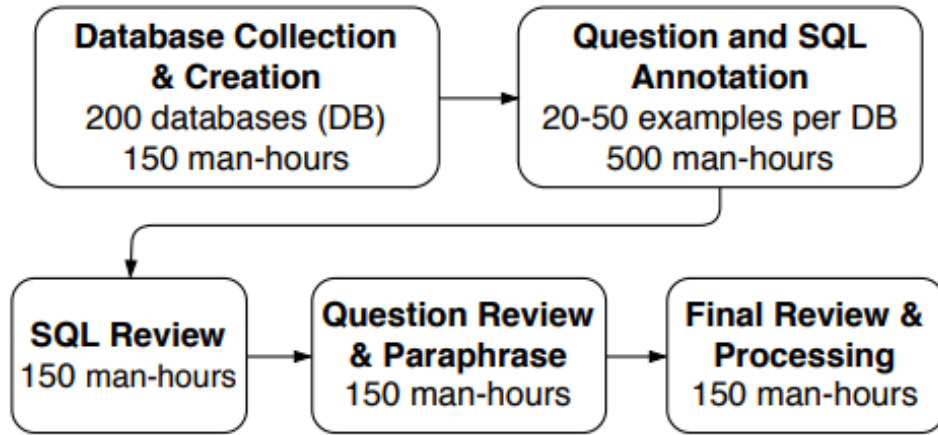 Database Collection
& Creation
200 databases (DB)
150 man-hours
Question and SQL
Annotation
20-50 examples per DB
500 man-hours
SQL Review
150 man-hours
Question Review
& Paraphrase
150 man-hours
Final Review &
Processing
150 man-hours